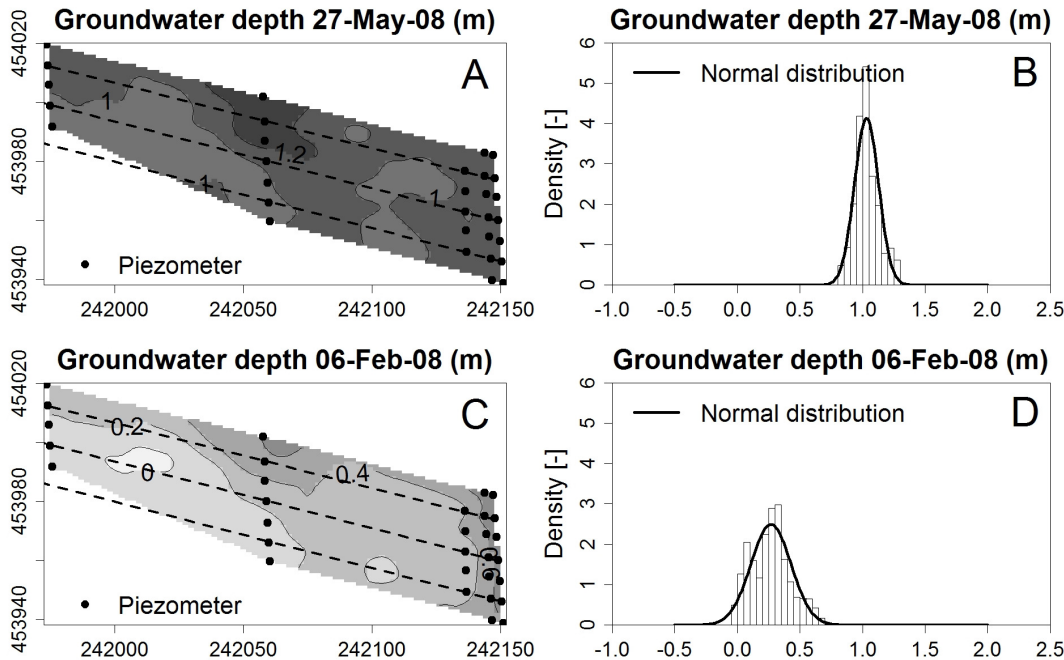 Groundwater depth 27-May-08 (m)
454020
453980
453940
A
1
1.2
1
1
Piezometer
242000
242050
242100
242150
Groundwater depth 27-May-08 (m)
B
Normal distribution
Density [-]
6
5
4
3
2
1
0
-1.0 -0.5 0.0 0.5 1.0 1.5 2.0 2.5
Groundwater depth 06-Feb-08 (m)
454020
453980
453940
C
0.2
0
0.4
Piezometer
242000
242050
242100
242150
Groundwater depth 06-Feb-08 (m)
D
Normal distribution
Density [-]
6
5
4
3
2
1
0
-1.0 -0.5 0.0 0.5 1.0 1.5 2.0 2.5